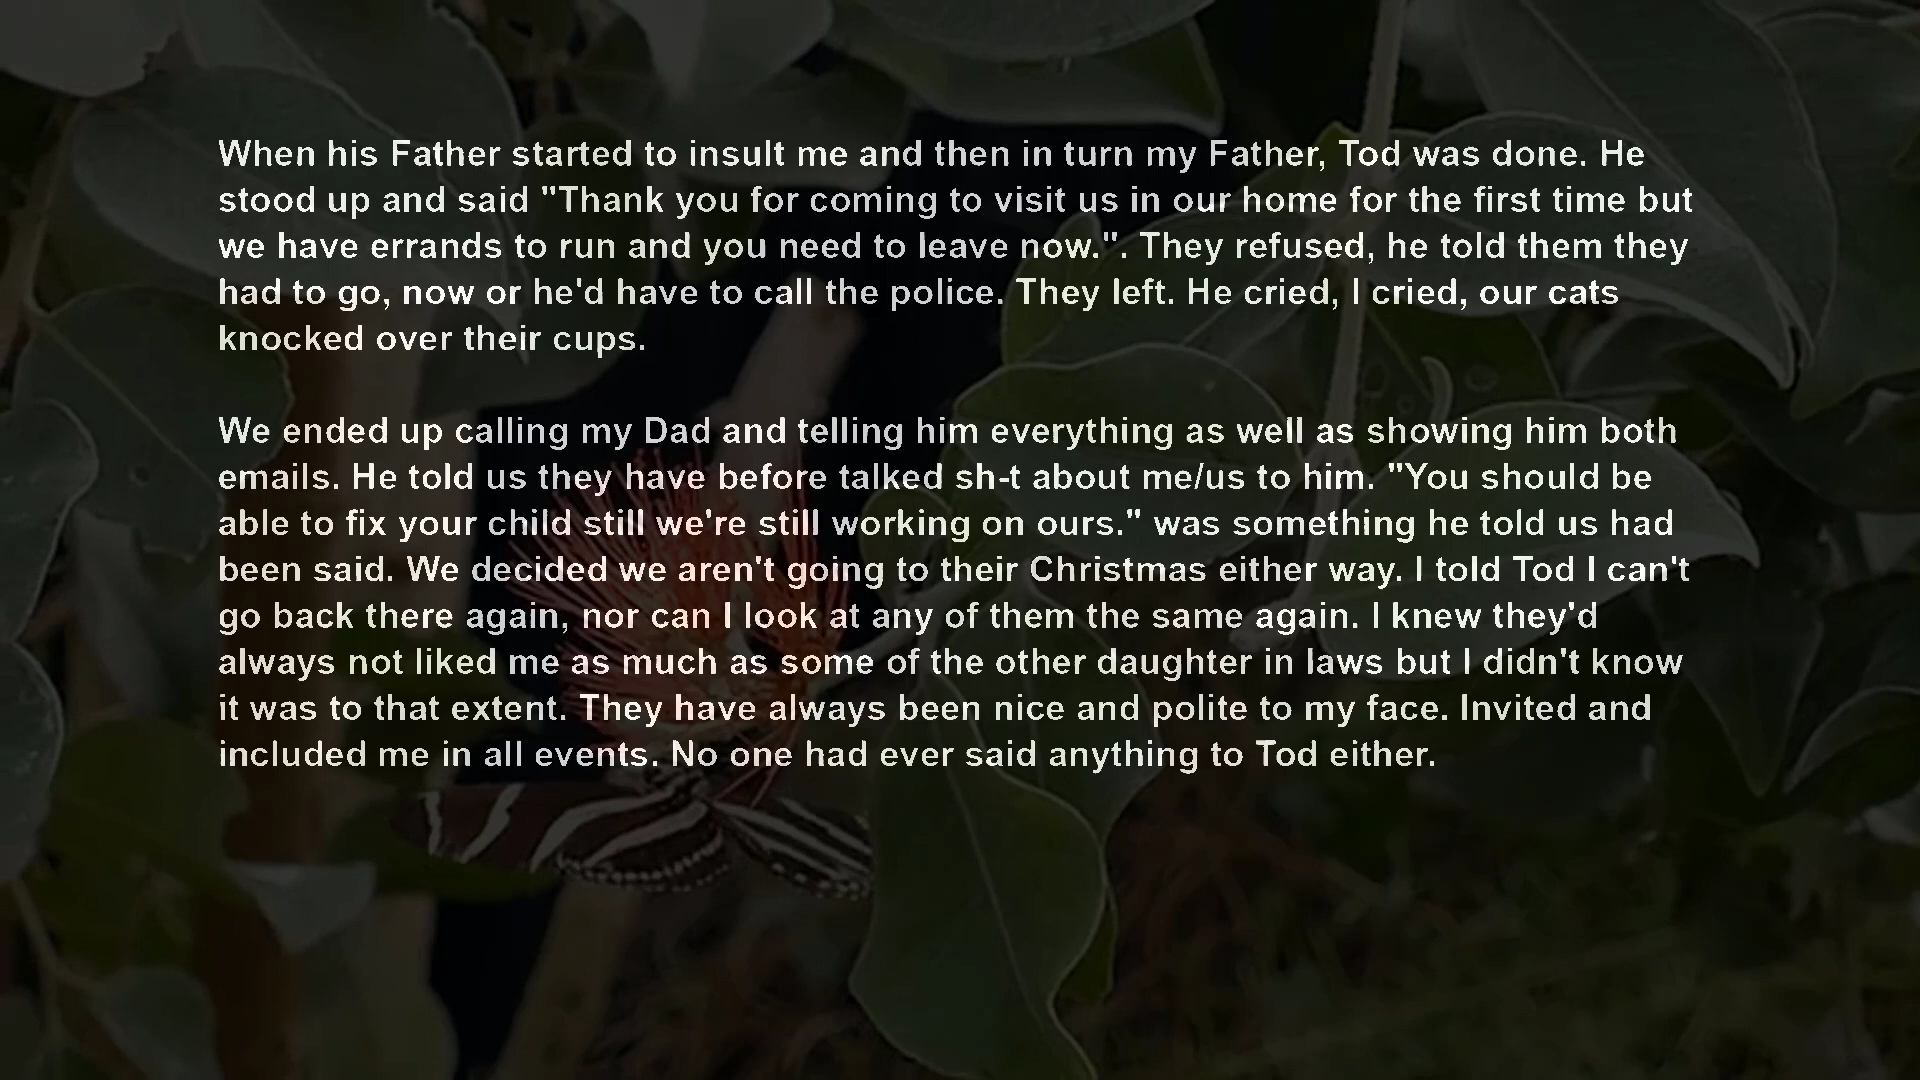 When his Father started to insult me and then in turn my Father, Tod was done. He
stood up and said "Thank you for coming to visit us in our home for the first time but
we have errands to run and you need to leave now.". They refused, he told them they
had to go, now or he'd have to call the police. They left. He cried, I cried, our cats
knocked over their cups.
We ended up calling my Dad and telling him everything as well as showing him both
emails. He told us they have before talked sh-t about me/us to him. "You should be
able to fix your child still we're still working on ours." was something he told us had
been said. We decided we aren't going to their Christmas either way. I told Tod I can't
go back there again, nor can I look at any of them the same again. I knew they'd
always not liked me as much as some of the other daughter in laws but I didn't know
it was to that extent. They have always been nice and polite to my face. Invited and
included me in all events. No one had ever said anything to Tod either.